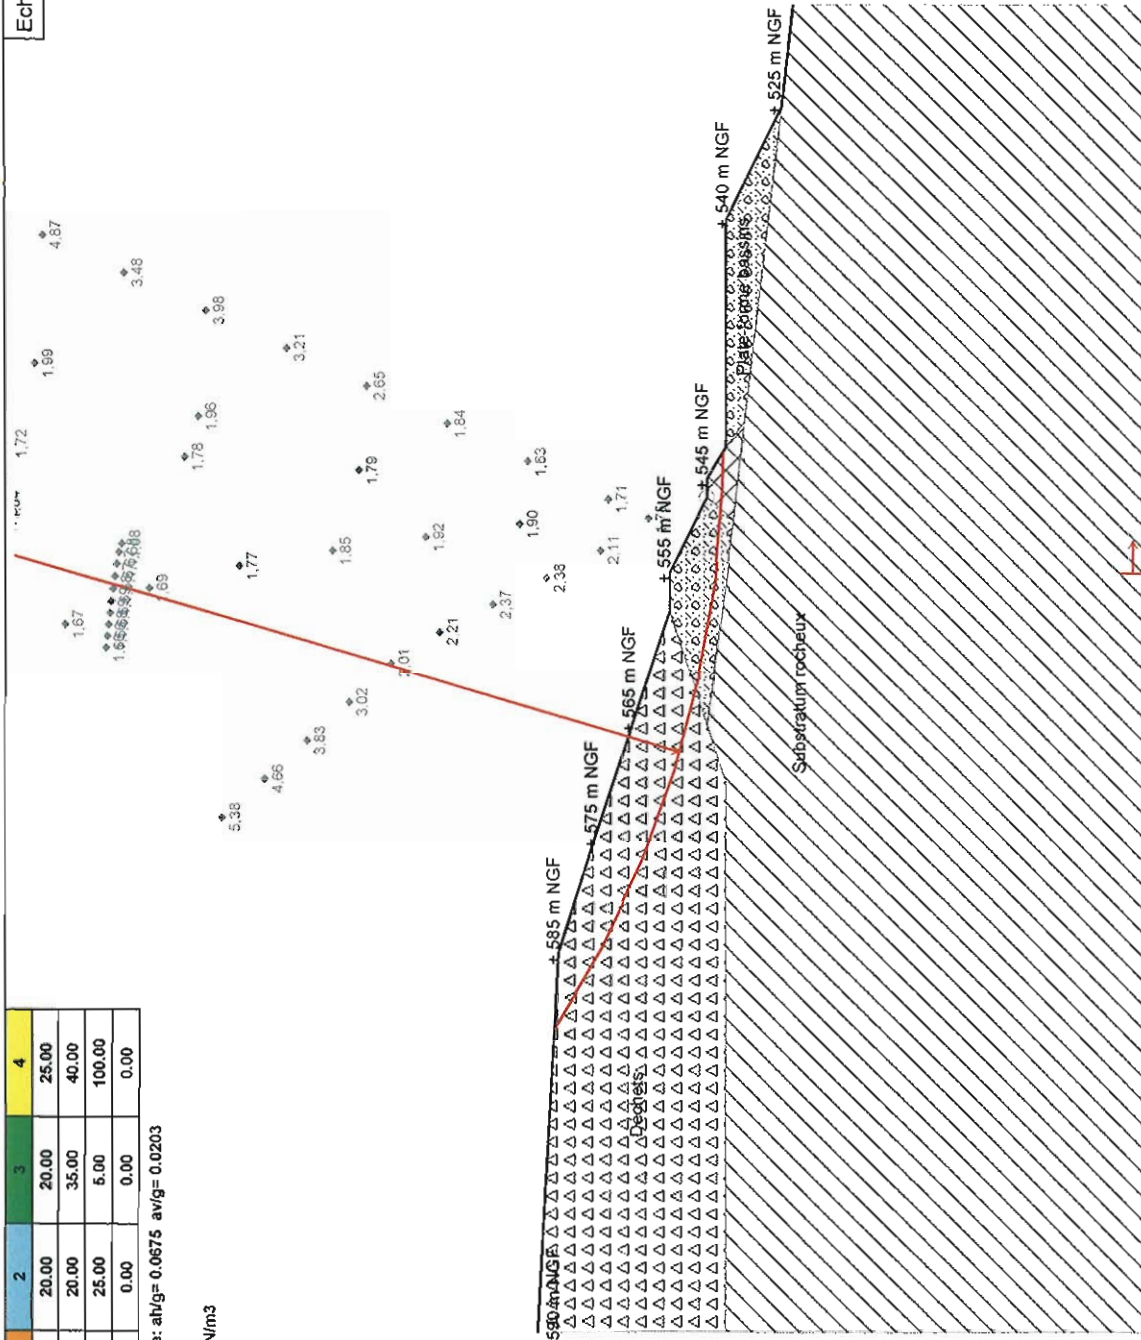 Ech
2 3 4
20.00 20.00 25.00
20.00 35.00 40.00
25.00 5.00 100.00
0.00 0.00 0.00
e: ah/g= 0.0675 av/g= 0.0203
N/m3
1.72
1.99
4.87
3.48
3.98
3.21
1.96
1.78
2.65
1.79
1.84
1.67
1.77
1.85
1.63
1.92
1.90
1.71
2.11
2.38
2.37
2.21
3.02
3.83
4.66
5.38
590 m NGF
+ 585 m NGF
+ 575 m NGF
+ 565 m NGF
+ 555 m NGF
+ 545 m NGF
+ 540 m NGF
+ 525 m NGF
Dechets
Plate-forme bassins
Substratum rocheux